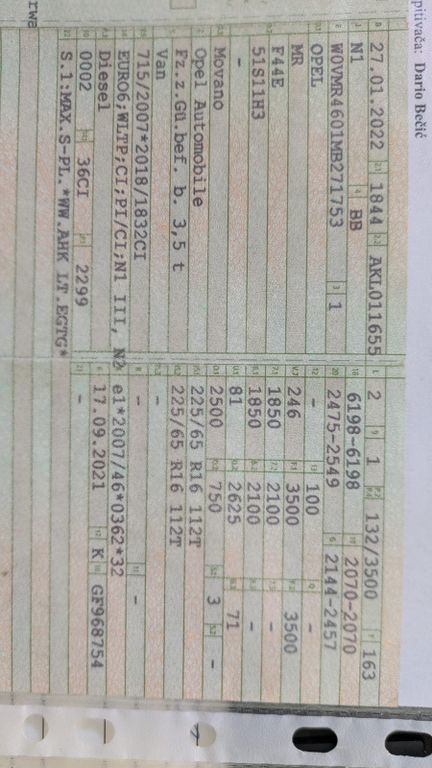 pitivača: Dario Bečić
27.01.2022 1844 AKL011655 2 1 132/3500 163
N1 BB 6198-6198 2070-2070
W0VMR4601MB271753 1 2475-2549 2144-2457
OPEL - 100 -
MR 246 3500 3500
F44E 1850 2100 -
51S11H3 1850 2100 -
- 81 2625 71
Movano 2500 750 3 -
Opel Automobile 225/65 R16 112T
Fz.z.Gü.bef. b. 3,5 t 225/65 R16 112T
Van -
715/2007*2018/1832CI - -
EURO6;WLTP;CI;PI/CI;N1 III, N2 e1*2007/46*0362*32
Diesel 17.09.2021 K GF968754
0002 36CI 2299 -
S.1:MAX.S-PL.*WW.AHK LT.EGTG*
rwa